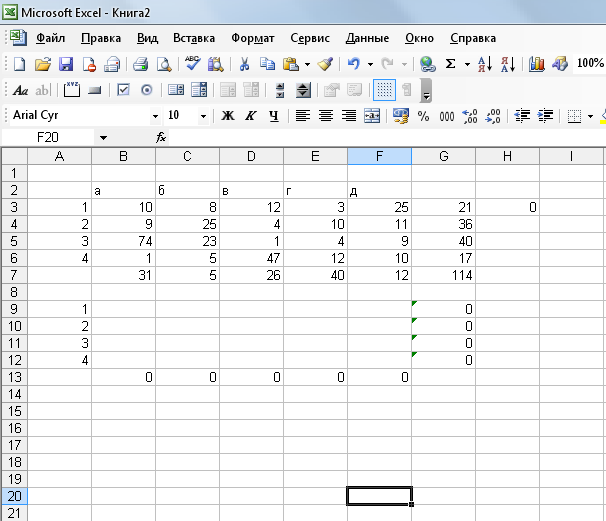 Microsoft Excel - Книга2
Файл Правка Вид Вставка Формат Сервис Данные Окно Справка
Σ 100%
Aa ab| xyz
Arial Cyr 10 Ж К Ч % 000
F20 fx
A B C D E F G H I
1
2 а б в г д
3 1 10 8 12 3 25 21 0
4 2 9 25 4 10 11 36
5 3 74 23 1 4 9 40
6 4 1 5 47 12 10 17
7 31 5 26 40 12 114
8
9 1 0
10 2 0
11 3 0
12 4 0
13 0 0 0 0 0
14
15
16
17
18
19
20
21